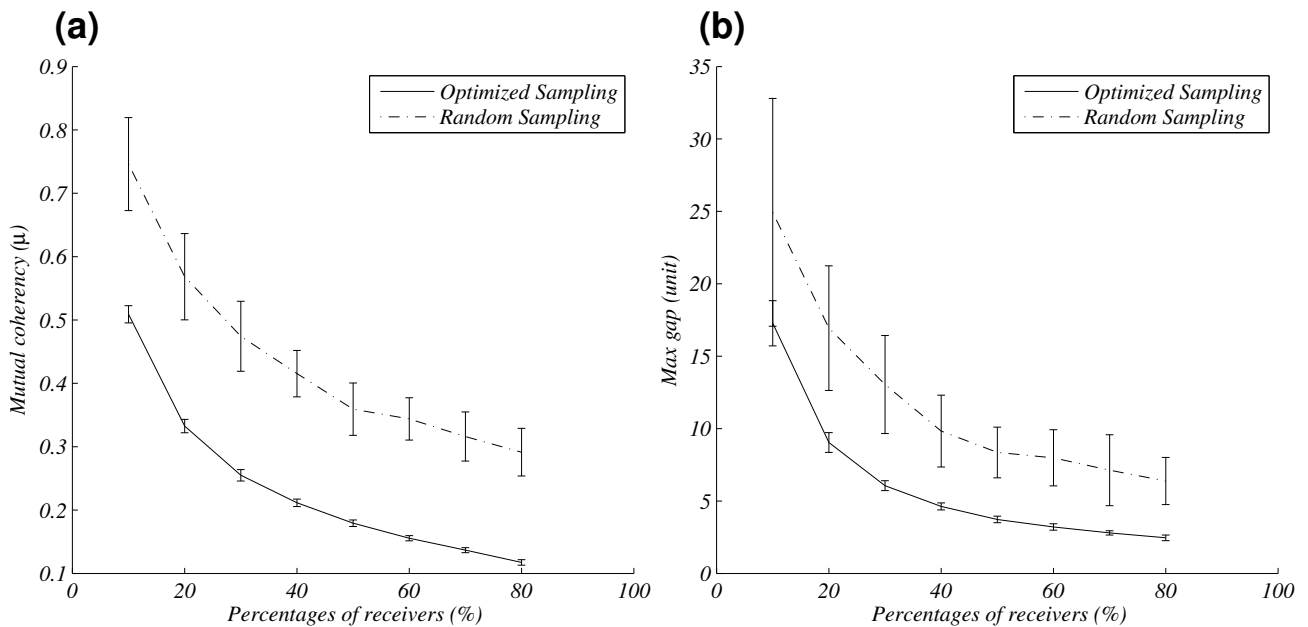 (a)
0.9
0.8
0.7
0.6
0.5
0.4
0.3
0.2
0.1
0
20
40
60
80
100
Mutual coherency (μ)
Percentages of receivers (%)
Optimized Sampling
Random Sampling
(b)
35
30
25
20
15
10
5
0
0
20
40
60
80
100
Max gap (unit)
Percentages of receivers (%)
Optimized Sampling
Random Sampling